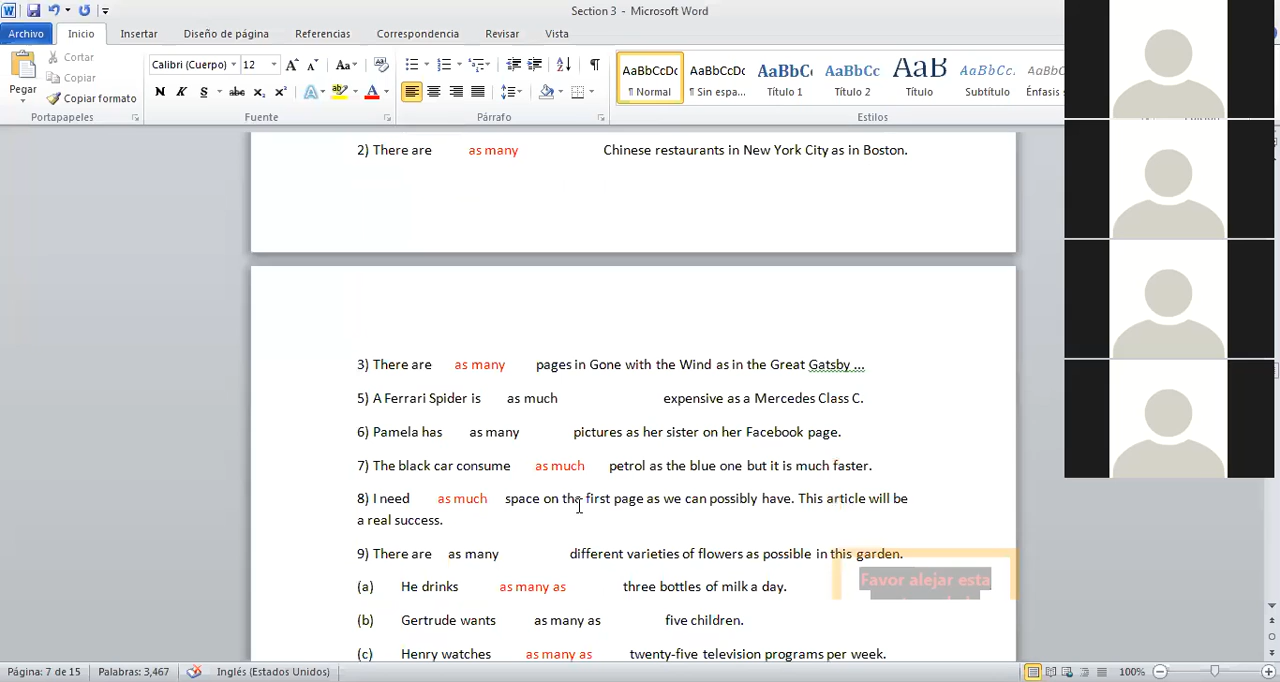 Section 3 - Microsoft Word
Archivo Inicio Insertar Diseño de página Referencias Correspondencia Revisar Vista
Pegar
Cortar
Copiar
Copiar formato
Portapapeles
Calibri (Cuerpo) 12
N K S abc x₂ x²
Fuente
Párrafo
AaBbCcDc AaBbCcDc AaBbC AaBbCc AaB AaBbCc AaBbCc
¶ Normal ¶ Sin espa... Título 1 Título 2 Título Subtítulo Énfasis
Estilos
2) There are as many Chinese restaurants in New York City as in Boston.
3) There are as many pages in Gone with the Wind as in the Great Gatsby ...
5) A Ferrari Spider is as much expensive as a Mercedes Class C.
6) Pamela has as many pictures as her sister on her Facebook page.
7) The black car consume as much petrol as the blue one but it is much faster.
8) I need as much space on the first page as we can possibly have. This article will be
a real success.
9) There are as many different varieties of flowers as possible in this garden.
Favor alejar esta
(a) He drinks as many as three bottles of milk a day.
(b) Gertrude wants as many as five children.
(c) Henry watches as many as twenty-five television programs per week.
Página: 7 de 15 Palabras: 3,467 Inglés (Estados Unidos) 100%